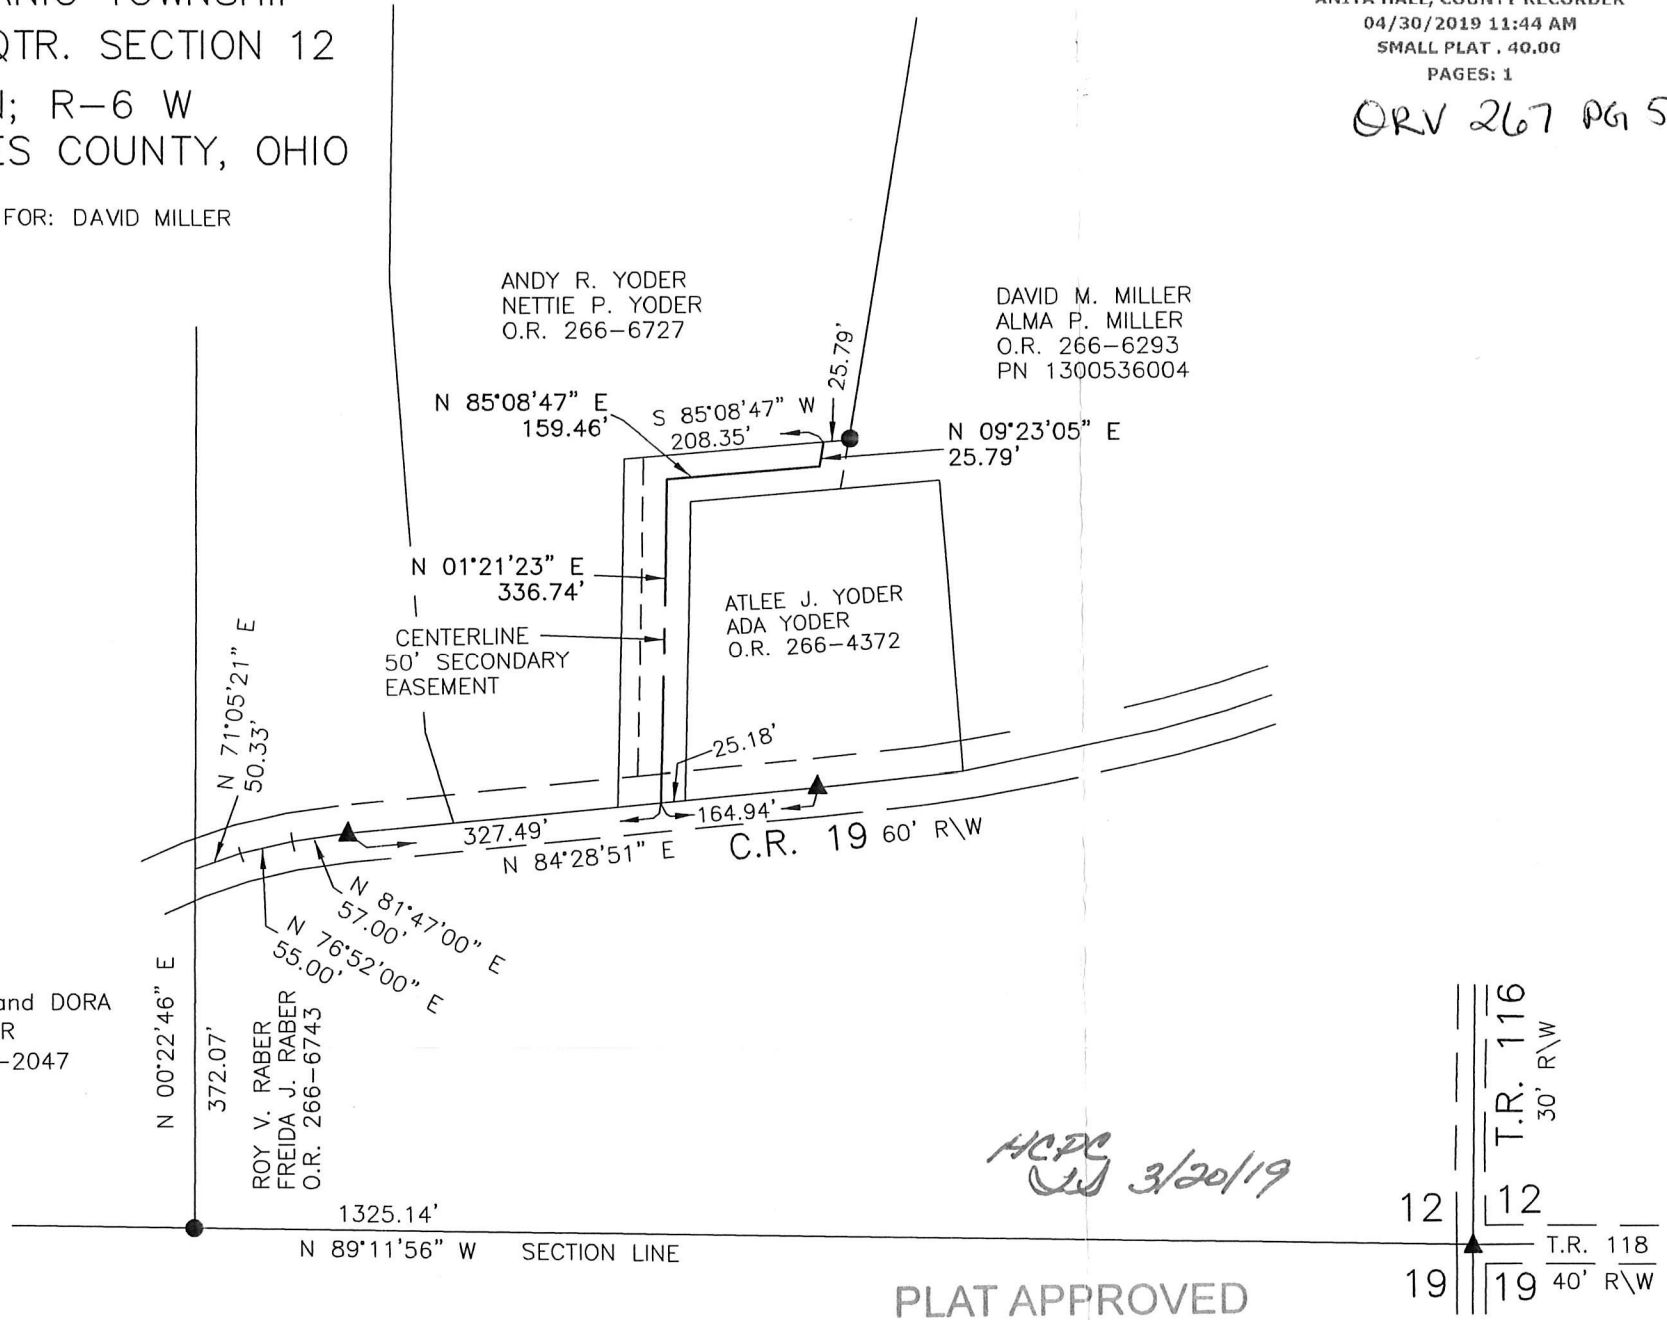 TOWNSHIP
QTR. SECTION 12
; R-6 W
COUNTY, OHIO
FOR: DAVID MILLER
ANITA HALL, COUNTY RECORDER
04/30/2019 11:44 AM
SMALL PLAT . 40.00
PAGES: 1
ORV 267 PG 5
ANDY R. YODER
NETTIE P. YODER
O.R. 266-6727
DAVID M. MILLER
ALMA P. MILLER
O.R. 266-6293
PN 1300536004
25.79'
N 85°08'47" E
159.46'
S 85°08'47" W
208.35'
N 09°23'05" E
25.79'
N 01°21'23" E
336.74'
ATLEE J. YODER
ADA YODER
O.R. 266-4372
CENTERLINE
50' SECONDARY
EASEMENT
N 71°05'21" E
50.33'
25.18'
164.94'
327.49'
N 84°28'51" E
C.R. 19 60' R\W
N 81°47'00" E
57.00'
N 76°52'00" E
55.00'
and DORA
R
-2047
N 00°22'46" E
372.07'
ROY V. RABER
FREIDA J. RABER
O.R. 266-6743
HCPC
3/20/19
T.R. 116
30' R\W
1325.14'
N 89°11'56" W SECTION LINE
12 12
19 19
T.R. 118
40' R\W
PLAT APPROVED